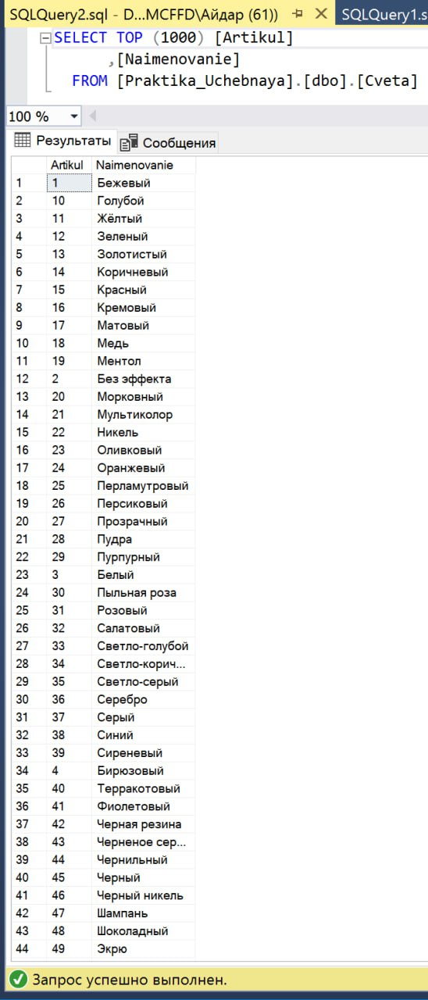 SQLQuery2.sql - D...MCFFD\Айдар (61)) SQLQuery1.s
SELECT TOP (1000) [Artikul]
,[Naimenovanie]
FROM [Praktika_Uchebnaya].[dbo].[Cveta]
100 %
Результаты Сообщения
Artikul Naimenovanie
1 1 Бежевый
2 10 Голубой
3 11 Жёлтый
4 12 Зеленый
5 13 Золотистый
6 14 Коричневый
7 15 Красный
8 16 Кремовый
9 17 Матовый
10 18 Медь
11 19 Ментол
12 2 Без эффекта
13 20 Морковный
14 21 Мультиколор
15 22 Никель
16 23 Оливковый
17 24 Оранжевый
18 25 Перламутровый
19 26 Персиковый
20 27 Прозрачный
21 28 Пудра
22 29 Пурпурный
23 3 Белый
24 30 Пыльная роза
25 31 Розовый
26 32 Салатовый
27 33 Светло-голубой
28 34 Светло-корич...
29 35 Светло-серый
30 36 Серебро
31 37 Серый
32 38 Синий
33 39 Сиреневый
34 4 Бирюзовый
35 40 Терракотовый
36 41 Фиолетовый
37 42 Черная резина
38 43 Черненое сер...
39 44 Чернильный
40 45 Черный
41 46 Черный никель
42 47 Шампань
43 48 Шоколадный
44 49 Экрю
Запрос успешно выполнен.